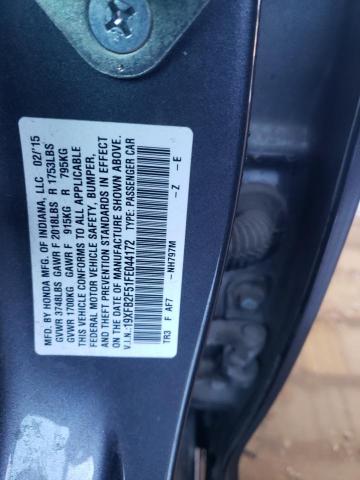 MFD. BY HONDA MFG. OF INDIANA, LLC 02/'15
GVWR 3748LBS GAWR F 2018LBS R 1753LBS
GVWR 1700KG GAWR F 915KG R 795KG
THIS VEHICLE CONFORMS TO ALL APPLICABLE
FEDERAL MOTOR VEHICLE SAFETY, BUMPER,
AND THEFT PREVENTION STANDARDS IN EFFECT
ON THE DATE OF MANUFACTURE SHOWN ABOVE.
V.I.N.:19XFB2F51FE044172 TYPE: PASSENGER CAR
TR3 F AF7 -NH797M -Z -E